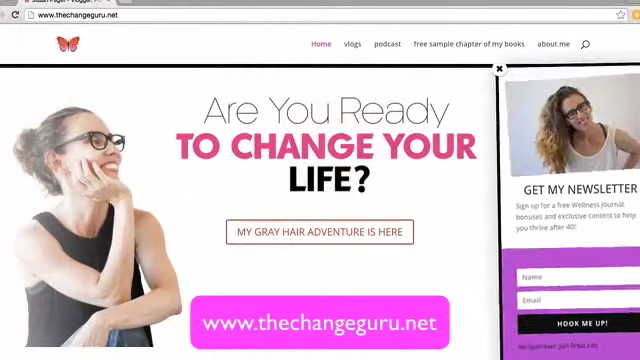 www.thechangeguru.net
Home vlogs podcast free sample chapter of my books about me
Are You Ready
TO CHANGE YOUR
LIFE?
MY GRAY HAIR ADVENTURE IS HERE
GET MY NEWSLETTER
Sign up for a free Wellness Journal,
bonuses and exclusive content to help
you thrive after 40!
Name
Email
HOOK ME UP!
www.thechangeguru.net